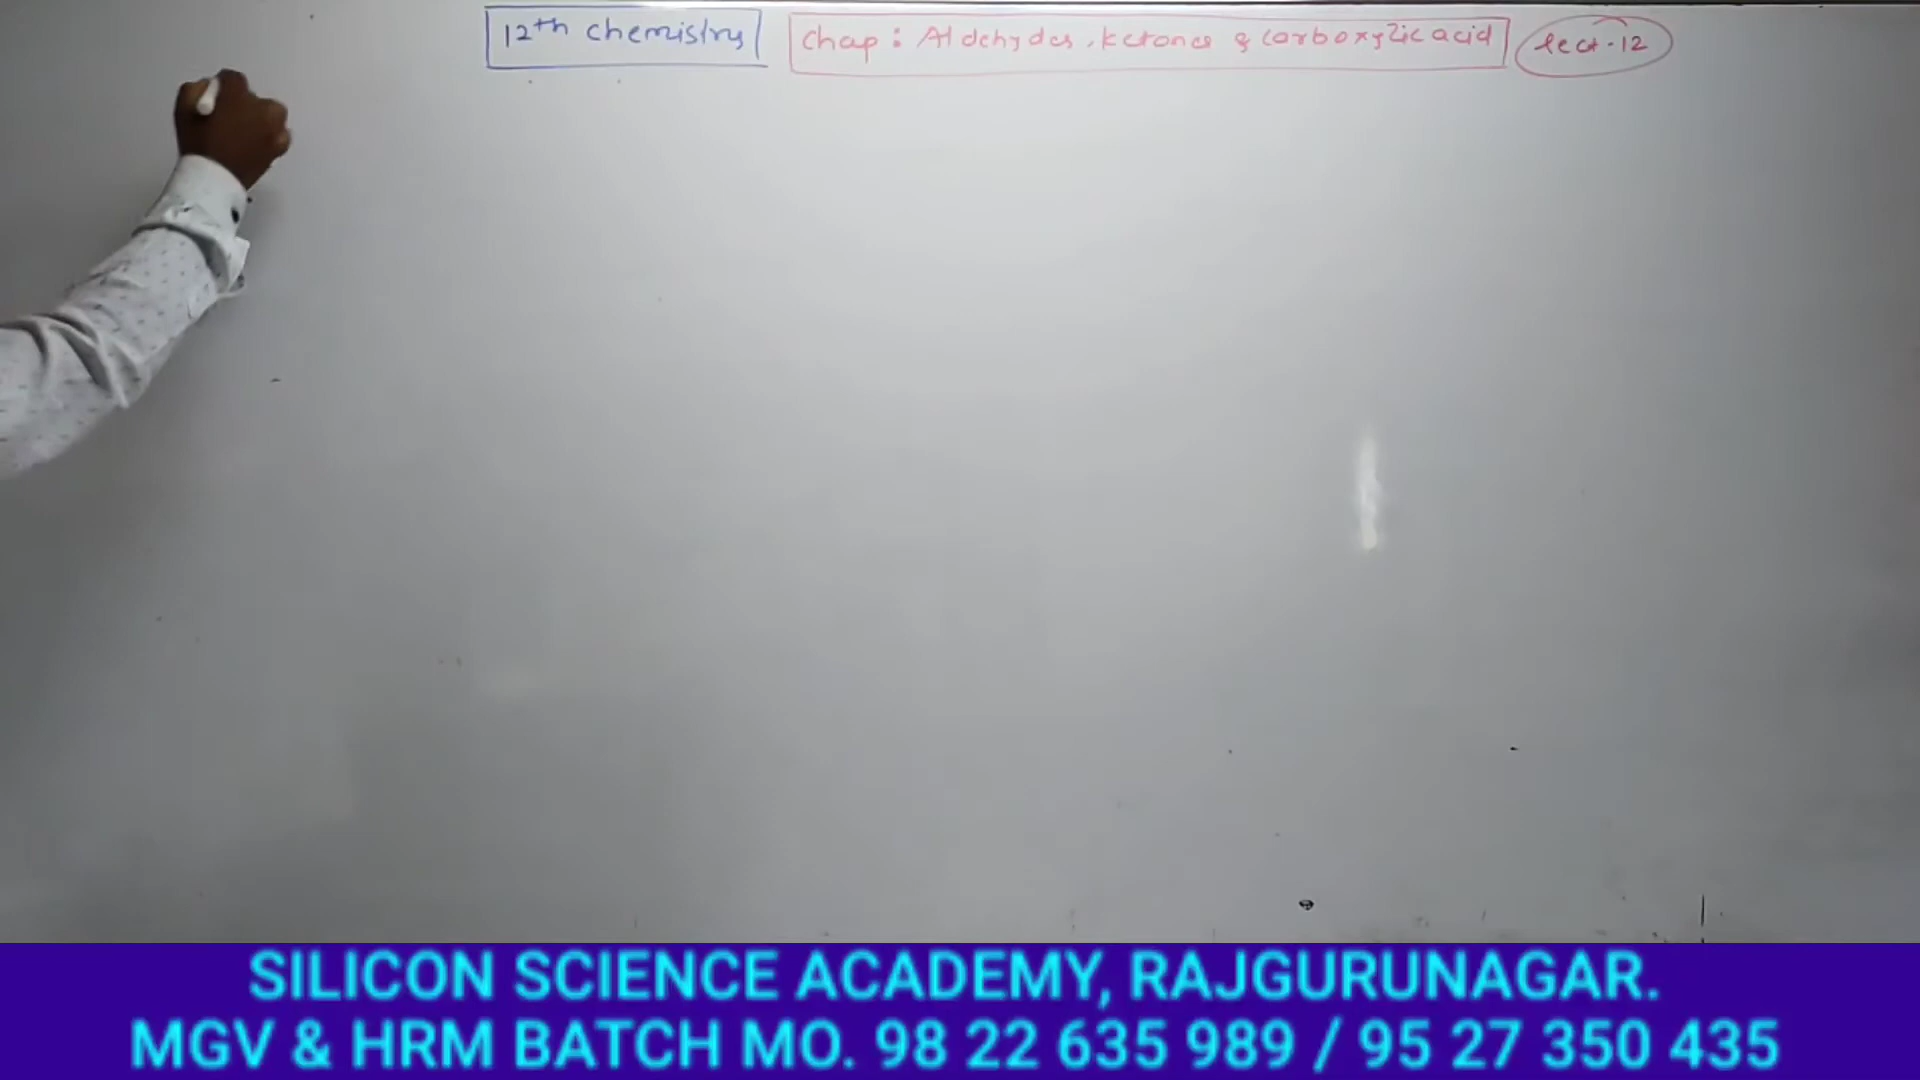 12th chemistry Chap : Aldehydes, ketones & carboxylic acid lect-12
SILICON SCIENCE ACADEMY, RAJGURUNAGAR.
MGV & HRM BATCH MO. 98 22 635 989 / 95 27 350 435